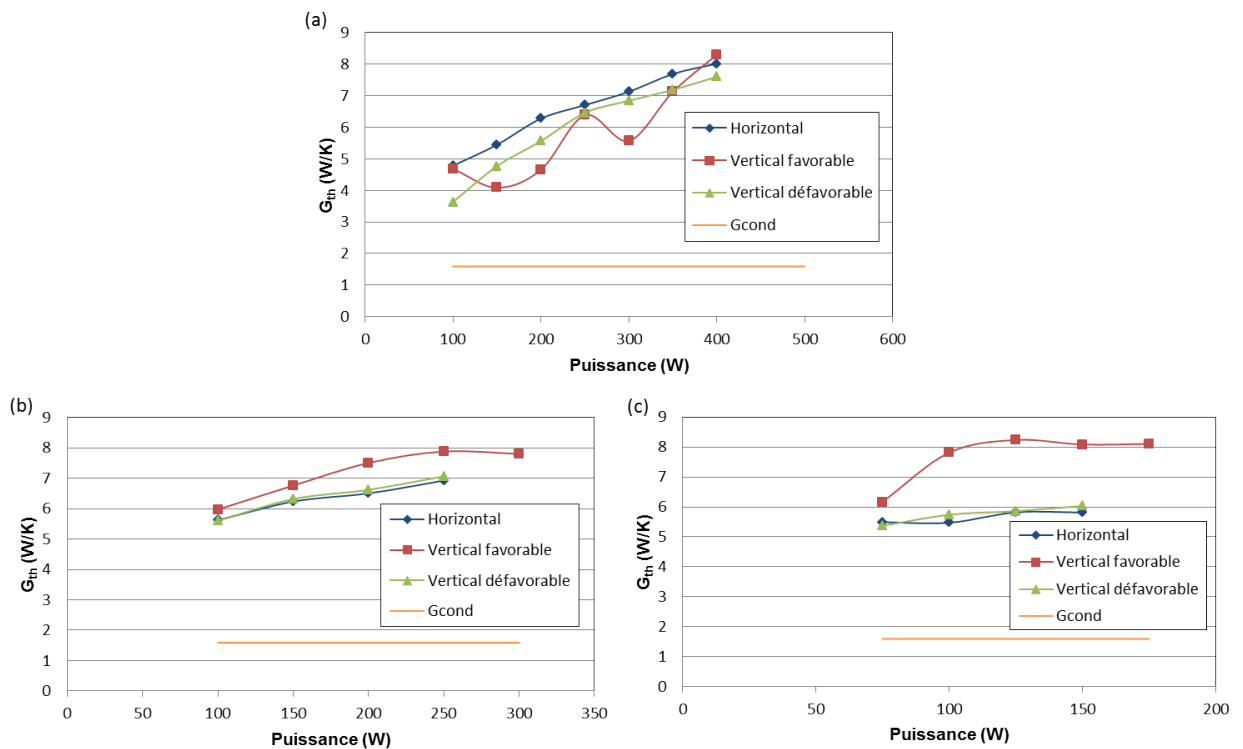 (a)
9
8
7
6
5
4
3
2
1
0
G_th (W/K)
0 100 200 300 400 500 600
Puissance (W)
Horizontal
Vertical favorable
Vertical défavorable
Gcond
(b)
9
8
7
6
5
4
3
2
1
0
G_th (W/K)
0 50 100 150 200 250 300 350
Puissance (W)
Horizontal
Vertical favorable
Vertical défavorable
Gcond
(c)
9
8
7
6
5
4
3
2
1
0
G_th (W/K)
0 50 100 150 200
Puissance (W)
Horizontal
Vertical favorable
Vertical défavorable
Gcond